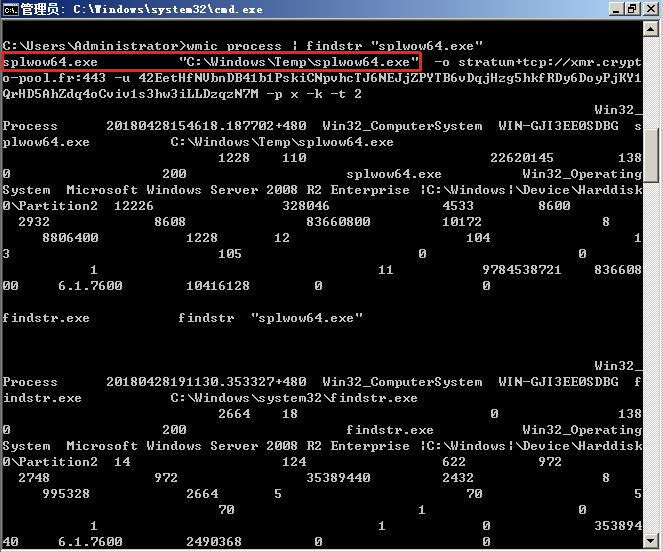 管理员: C:\Windows\system32\cmd.exe
C:\Users\Administrator>wmic process | findstr "splwow64.exe"
splwow64.exe "C:\Windows\Temp\splwow64.exe" -o stratum+tcp://xmr.crypt
o-pool.fr:443 -u 42EetHfNVbnDB41b1PskiCNpvhcTJ6NEJjZPYTB6vDqjHzg5hkfRDy6DoyPjKY1
QrHD5AhZdq4oCviv1s3hw3iLLDzqzN7M -p x -k -t 2
Win32_
Process 20180428154618.187702+480 Win32_ComputerSystem WIN-GJI3EE0SDBG s
plwow64.exe C:\Windows\Temp\splwow64.exe
1228 110 22620145 138
0 200 splwow64.exe Win32_Operating
System Microsoft Windows Server 2008 R2 Enterprise |C:\Windows|\Device\Harddisk
0\Partition2 12226 328046 4533 8600
2932 8608 83660800 10172 8
8806400 1228 12 104 1
3 105 0 0
1 11 9784538721 836608
00 6.1.7600 10416128 0 0
findstr.exe findstr "splwow64.exe"
Win32_
Process 20180428191130.353327+480 Win32_ComputerSystem WIN-GJI3EE0SDBG f
indstr.exe C:\Windows\system32\findstr.exe
2664 18 0 138
0 200 findstr.exe Win32_Operating
System Microsoft Windows Server 2008 R2 Enterprise |C:\Windows|\Device\Harddisk
0\Partition2 14 124 622 972
2748 972 35389440 2432 8
995328 2664 5 70 5
70 1 0
1 1 0 353894
40 6.1.7600 2490368 0 0